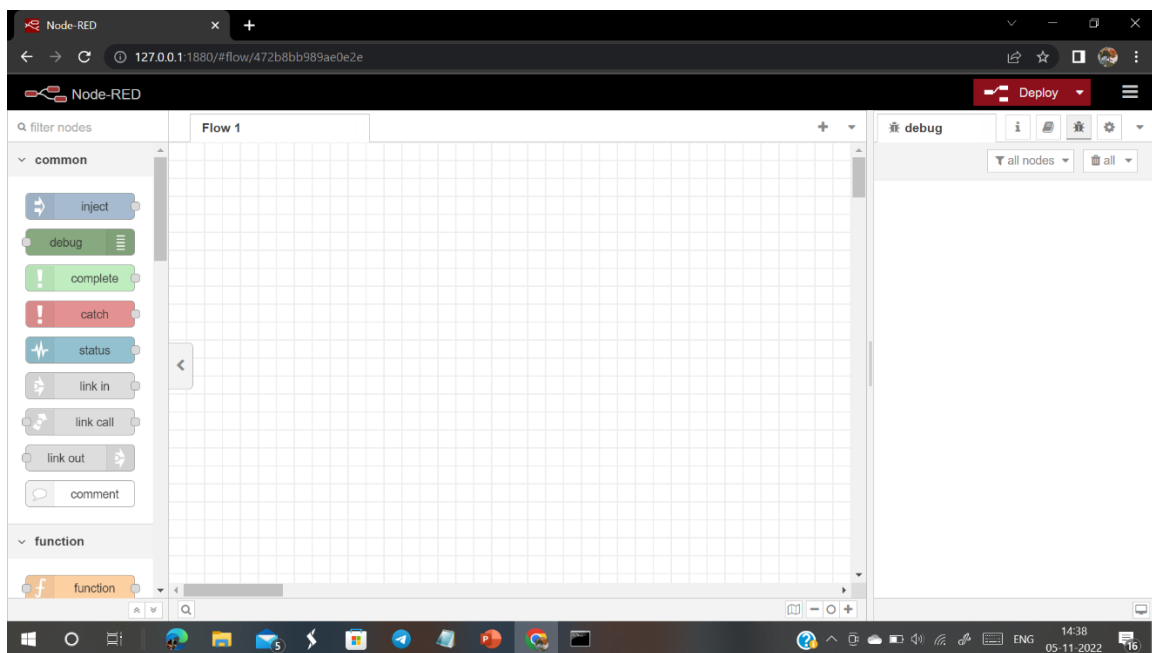 Node-RED
127.0.0.1:1880/#flow/472b8bb989ae0e2e
Node-RED
Deploy
filter nodes
Flow 1
debug
i
common
all nodes
all
inject
debug
complete
catch
status
link in
link call
link out
comment
function
f function
5
ENG
14:38
05-11-2022
16